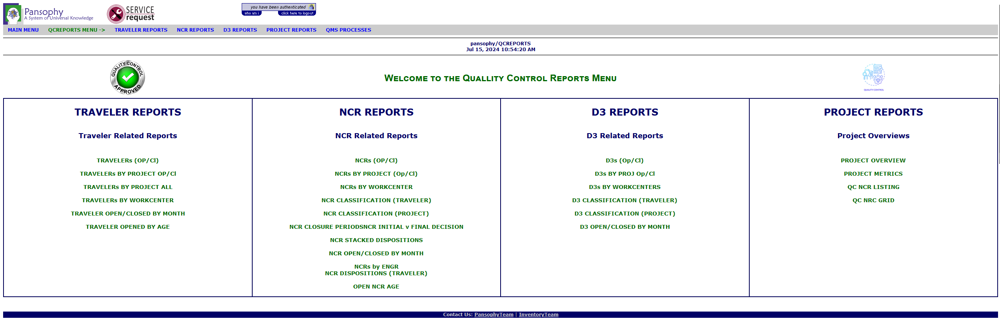 Pansophy
A System of Universal Knowledge
SERVICE
request
you have been authenticated
who am i
click here to logout
MAIN MENU QCREPORTS MENU -> TRAVELER REPORTS NCR REPORTS D3 REPORTS PROJECT REPORTS QMS PROCESSES
pansophy/QCREPORTS
Jul 15, 2024 10:54:20 AM
QUALITY CONTROL
APPROVED
Welcome to the Quallity Control Reports Menu
QUALITY CONTROL
TRAVELER REPORTS
Traveler Related Reports
TRAVELERs (OP/Cl)
TRAVELERs BY PROJECT OP/Cl
TRAVELERs BY PROJECT ALL
TRAVELERs BY WORKCENTER
TRAVELER OPEN/CLOSED BY MONTH
TRAVELER OPENED BY AGE
NCR REPORTS
NCR Related Reports
NCRs (OP/Cl)
NCRs BY PROJECT (Op/Cl)
NCRs BY WORKCENTER
NCR CLASSIFICATION (TRAVELER)
NCR CLASSIFICATION (PROJECT)
NCR CLOSURE PERIODSNCR INITIAL v FINAL DECISION
NCR STACKED DISPOSITIONS
NCR OPEN/CLOSED BY MONTH
NCRs by ENGR
NCR DISPOSITIONS (TRAVELER)
OPEN NCR AGE
D3 REPORTS
D3 Related Reports
D3s (Op/Cl)
D3s BY PROJ Op/Cl
D3s BY WORKCENTERS
D3 CLASSIFICATION (TRAVELER)
D3 CLASSIFICATION (PROJECT)
D3 OPEN/CLOSED BY MONTH
PROJECT REPORTS
Project Overviews
PROJECT OVERVIEW
PROJECT METRICS
QC NCR LISTING
QC NRC GRID
Contact Us: PansophyTeam | InventoryTeam